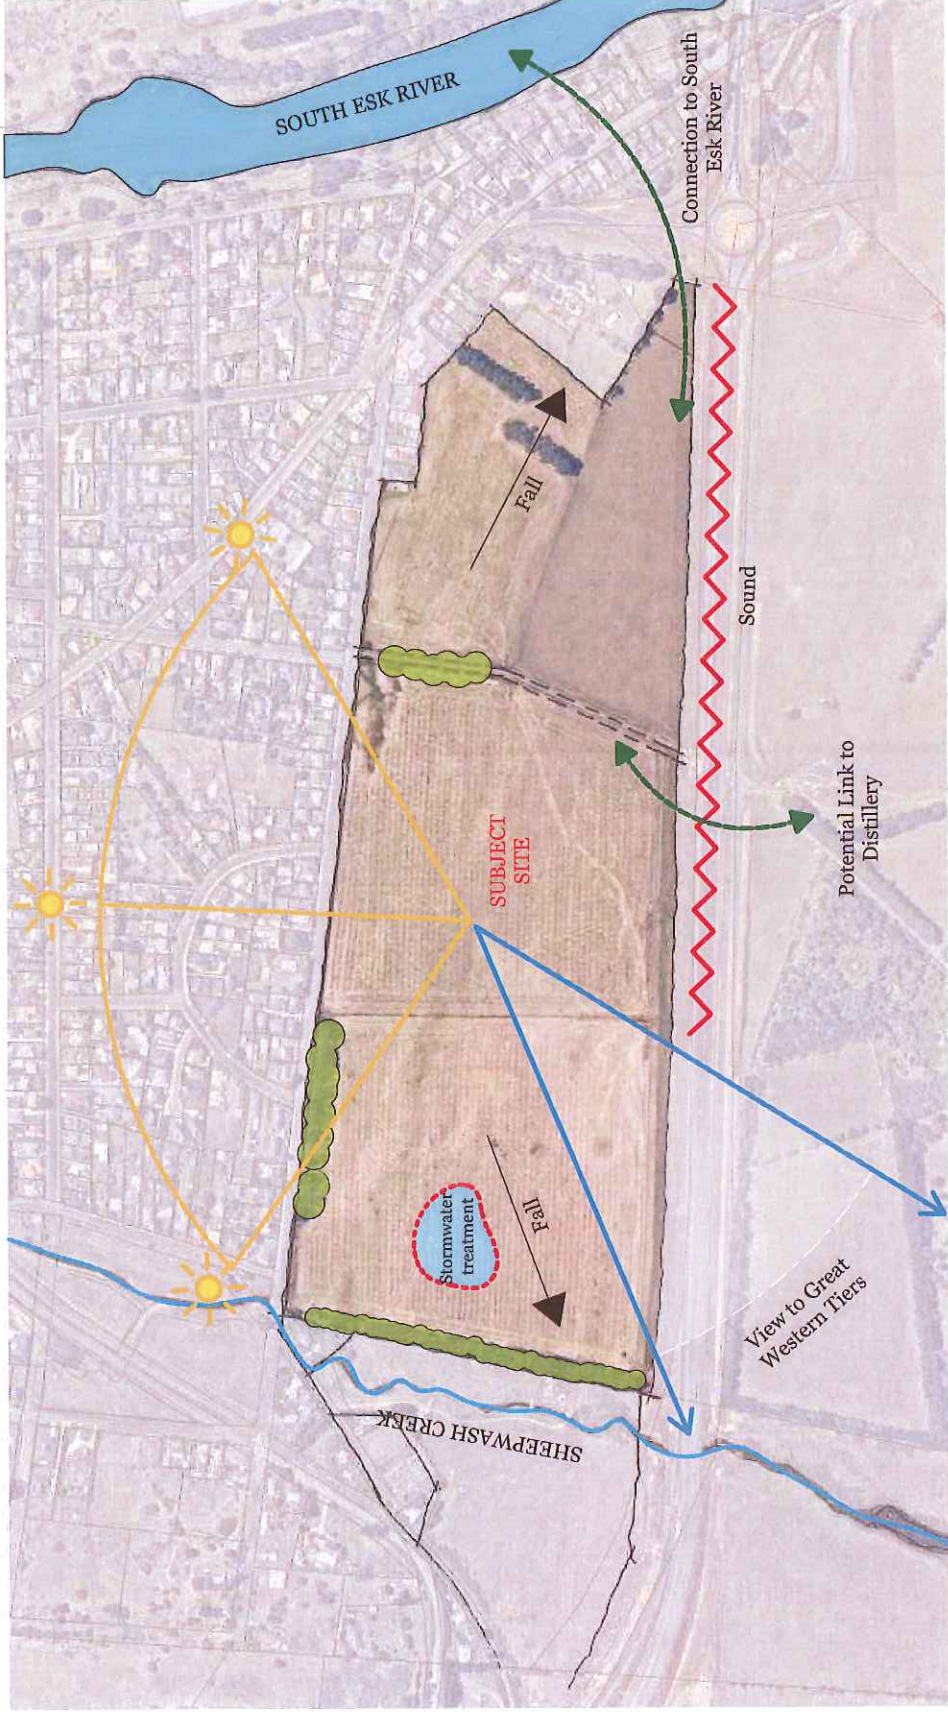 SOUTH ESK RIVER
Connection to South
Esk River
Fall
Sound
SUBJECT
SITE
Potential Link to
Distillery
Stormwater
treatment
Fall
View to Great
Western Tiers
SHEEPWASH CREEK